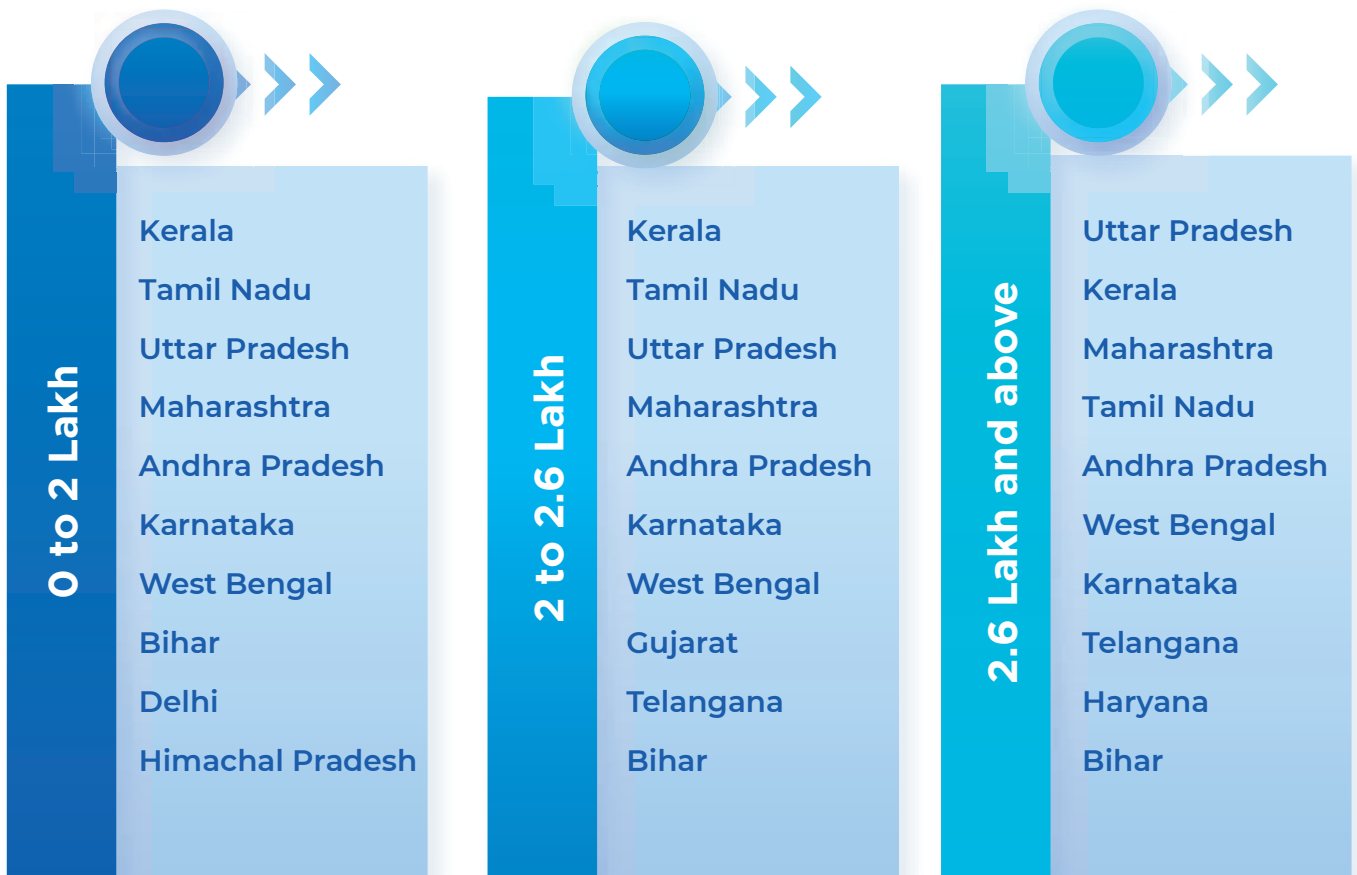 0 to 2 Lakh
Kerala
Tamil Nadu
Uttar Pradesh
Maharashtra
Andhra Pradesh
Karnataka
West Bengal
Bihar
Delhi
Himachal Pradesh
2 to 2.6 Lakh
Kerala
Tamil Nadu
Uttar Pradesh
Maharashtra
Andhra Pradesh
Karnataka
West Bengal
Gujarat
Telangana
Bihar
2.6 Lakh and above
Uttar Pradesh
Kerala
Maharashtra
Tamil Nadu
Andhra Pradesh
West Bengal
Karnataka
Telangana
Haryana
Bihar